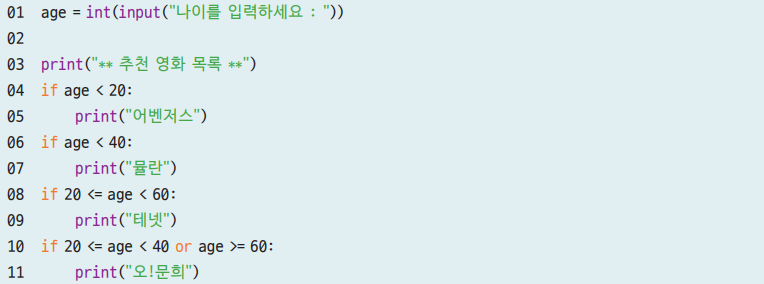 01 age = int(input("나이를 입력하세요 : "))
02
03 print("** 추천 영화 목록 **")
04 if age < 20:
05     print("어벤저스")
06 if age < 40:
07     print("뮬란")
08 if 20 <= age < 60:
09     print("테넷")
10 if 20 <= age < 40 or age >= 60:
11     print("오!문희")